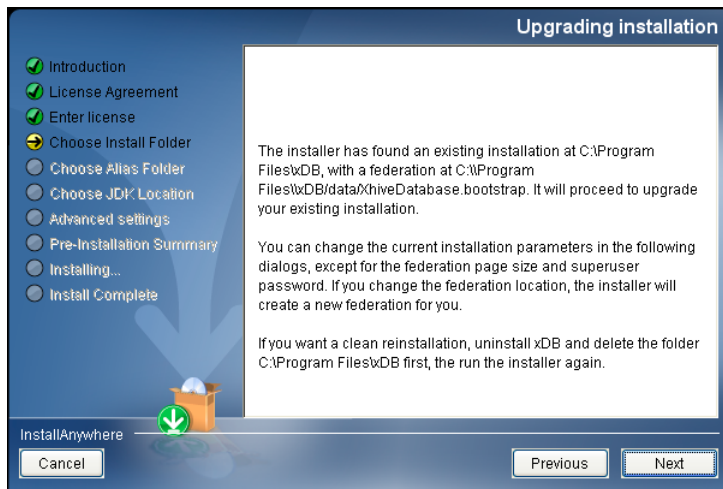 Upgrading installation
Introduction
License Agreement
Enter license
Choose Install Folder
Choose Alias Folder
Choose JDK Location
Advanced settings
Pre-Installation Summary
Installing...
Install Complete
The installer has found an existing installation at C:\Program
Files\xDB, with a federation at C:\\Program
Files\\xDB/data/XhiveDatabase.bootstrap. It will proceed to upgrade
your existing installation.
You can change the current installation parameters in the following
dialogs, except for the federation page size and superuser
password. If you change the federation location, the installer will
create a new federation for you.
If you want a clean reinstallation, uninstall xDB and delete the folder
C:\Program Files\xDB first, the run the installer again.
InstallAnywhere
Cancel
Previous
Next